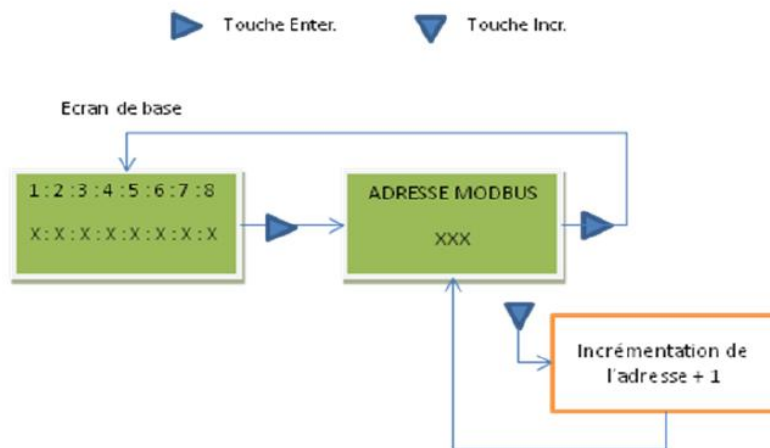 Touche Enter.
Touche Incr.
Ecran de base
1 : 2 : 3 : 4 : 5 : 6 : 7 : 8
X : X : X : X : X : X : X : X
ADRESSE MODBUS
XXX
Incrémentation de
l'adresse + 1